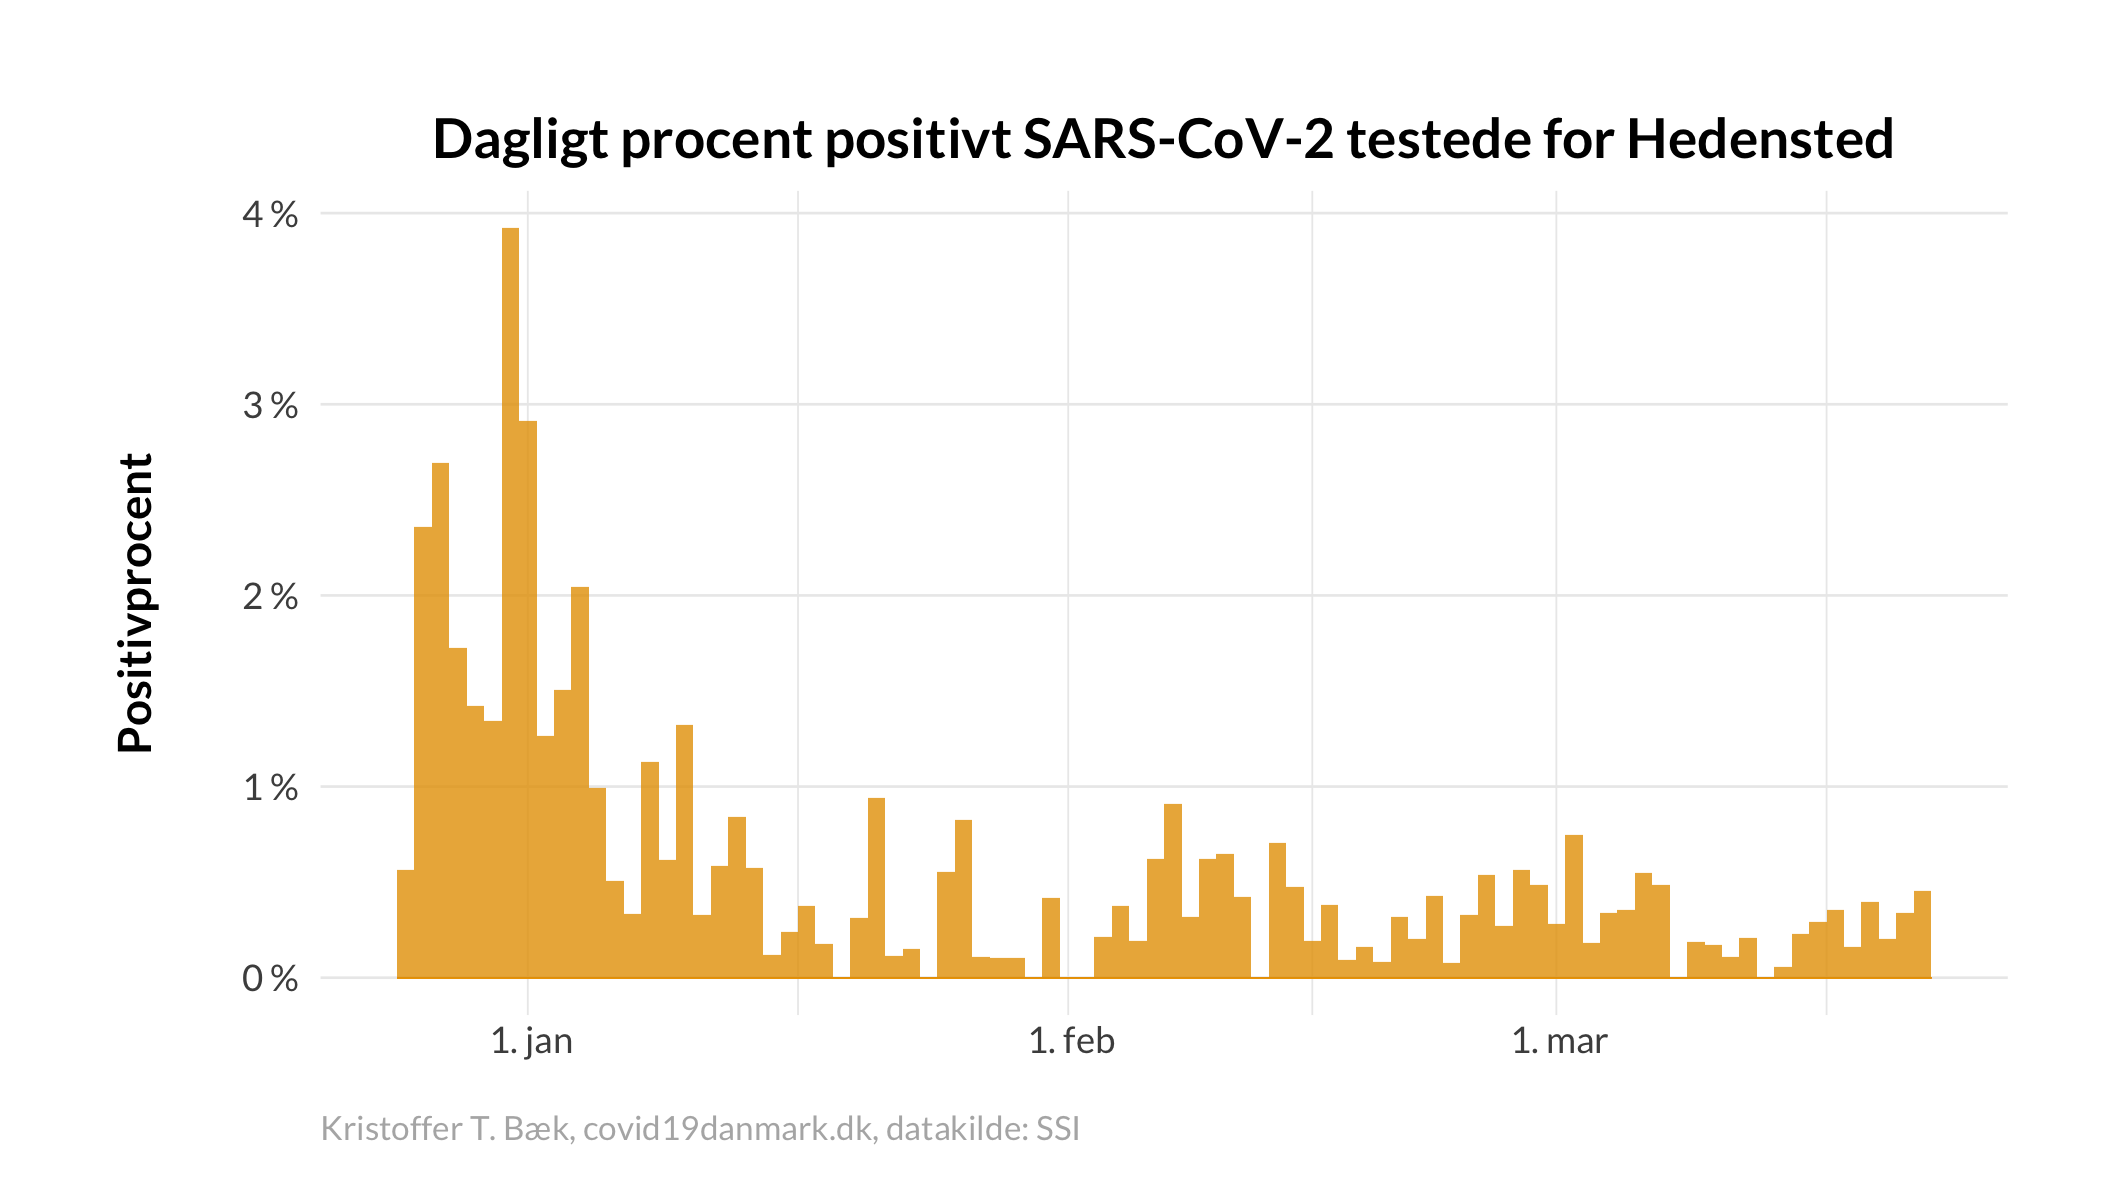 Dagligt procent positivt SARS-CoV-2 testede for Hedensted
Positivprocent
4 %
3 %
2 %
1 %
0 %
1. jan
1. feb
1. mar
Kristoffer T. Bæk, covid19danmark.dk, datakilde: SSI